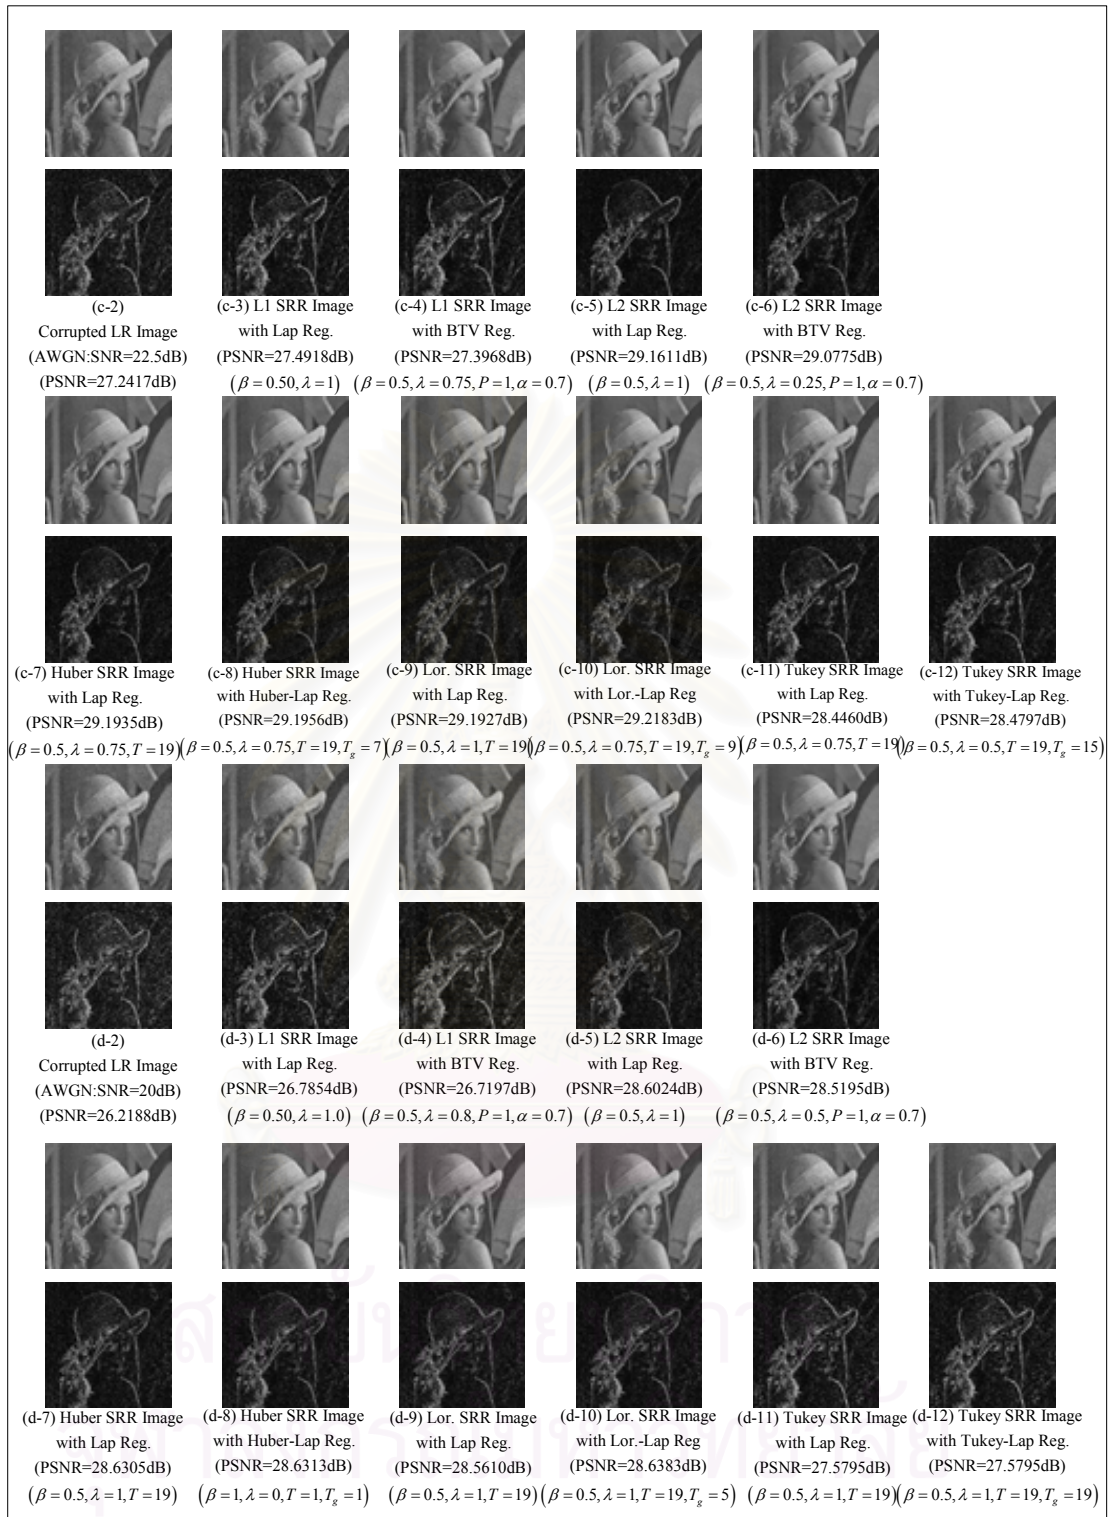 (c-2)
Corrupted LR Image
(AWGN:SNR=22.5dB)
(PSNR=27.2417dB)
(c-3) L1 SRR Image
with Lap Reg.
(PSNR=27.4918dB)
(β = 0.50, λ = 1)
(c-4) L1 SRR Image
with BTV Reg.
(PSNR=27.3968dB)
(β = 0.5, λ = 0.75, P = 1, α = 0.7)
(c-5) L2 SRR Image
with Lap Reg.
(PSNR=29.1611dB)
(β = 0.5, λ = 1)
(c-6) L2 SRR Image
with BTV Reg.
(PSNR=29.0775dB)
(β = 0.5, λ = 0.25, P = 1, α = 0.7)
(c-7) Huber SRR Image
with Lap Reg.
(PSNR=29.1935dB)
(β = 0.5, λ = 0.75, T = 19)
(c-8) Huber SRR Image
with Huber-Lap Reg.
(PSNR=29.1956dB)
(β = 0.5, λ = 0.75, T = 19, T_g = 7)
(c-9) Lor. SRR Image
with Lap Reg.
(PSNR=29.1927dB)
(β = 0.5, λ = 1, T = 19)
(c-10) Lor. SRR Image
with Lor.-Lap Reg
(PSNR=29.2183dB)
(β = 0.5, λ = 0.75, T = 19, T_g = 9)
(c-11) Tukey SRR Image
with Lap Reg.
(PSNR=28.4460dB)
(β = 0.5, λ = 0.75, T = 19)
(c-12) Tukey SRR Image
with Tukey-Lap Reg.
(PSNR=28.4797dB)
(β = 0.5, λ = 0.5, T = 19, T_g = 15)
(d-2)
Corrupted LR Image
(AWGN:SNR=20dB)
(PSNR=26.2188dB)
(d-3) L1 SRR Image
with Lap Reg.
(PSNR=26.7854dB)
(β = 0.50, λ = 1.0)
(d-4) L1 SRR Image
with BTV Reg.
(PSNR=26.7197dB)
(β = 0.5, λ = 0.8, P = 1, α = 0.7)
(d-5) L2 SRR Image
with Lap Reg.
(PSNR=28.6024dB)
(β = 0.5, λ = 1)
(d-6) L2 SRR Image
with BTV Reg.
(PSNR=28.5195dB)
(β = 0.5, λ = 0.5, P = 1, α = 0.7)
(d-7) Huber SRR Image
with Lap Reg.
(PSNR=28.6305dB)
(β = 0.5, λ = 1, T = 19)
(d-8) Huber SRR Image
with Huber-Lap Reg.
(PSNR=28.6313dB)
(β = 1, λ = 0, T = 1, T_g = 1)
(d-9) Lor. SRR Image
with Lap Reg.
(PSNR=28.5610dB)
(β = 0.5, λ = 1, T = 19)
(d-10) Lor. SRR Image
with Lor.-Lap Reg
(PSNR=28.6383dB)
(β = 0.5, λ = 1, T = 19, T_g = 5)
(d-11) Tukey SRR Image
with Lap Reg.
(PSNR=27.5795dB)
(β = 0.5, λ = 1, T = 19)
(d-12) Tukey SRR Image
with Tukey-Lap Reg.
(PSNR=27.5795dB)
(β = 0.5, λ = 1, T = 19, T_g = 19)